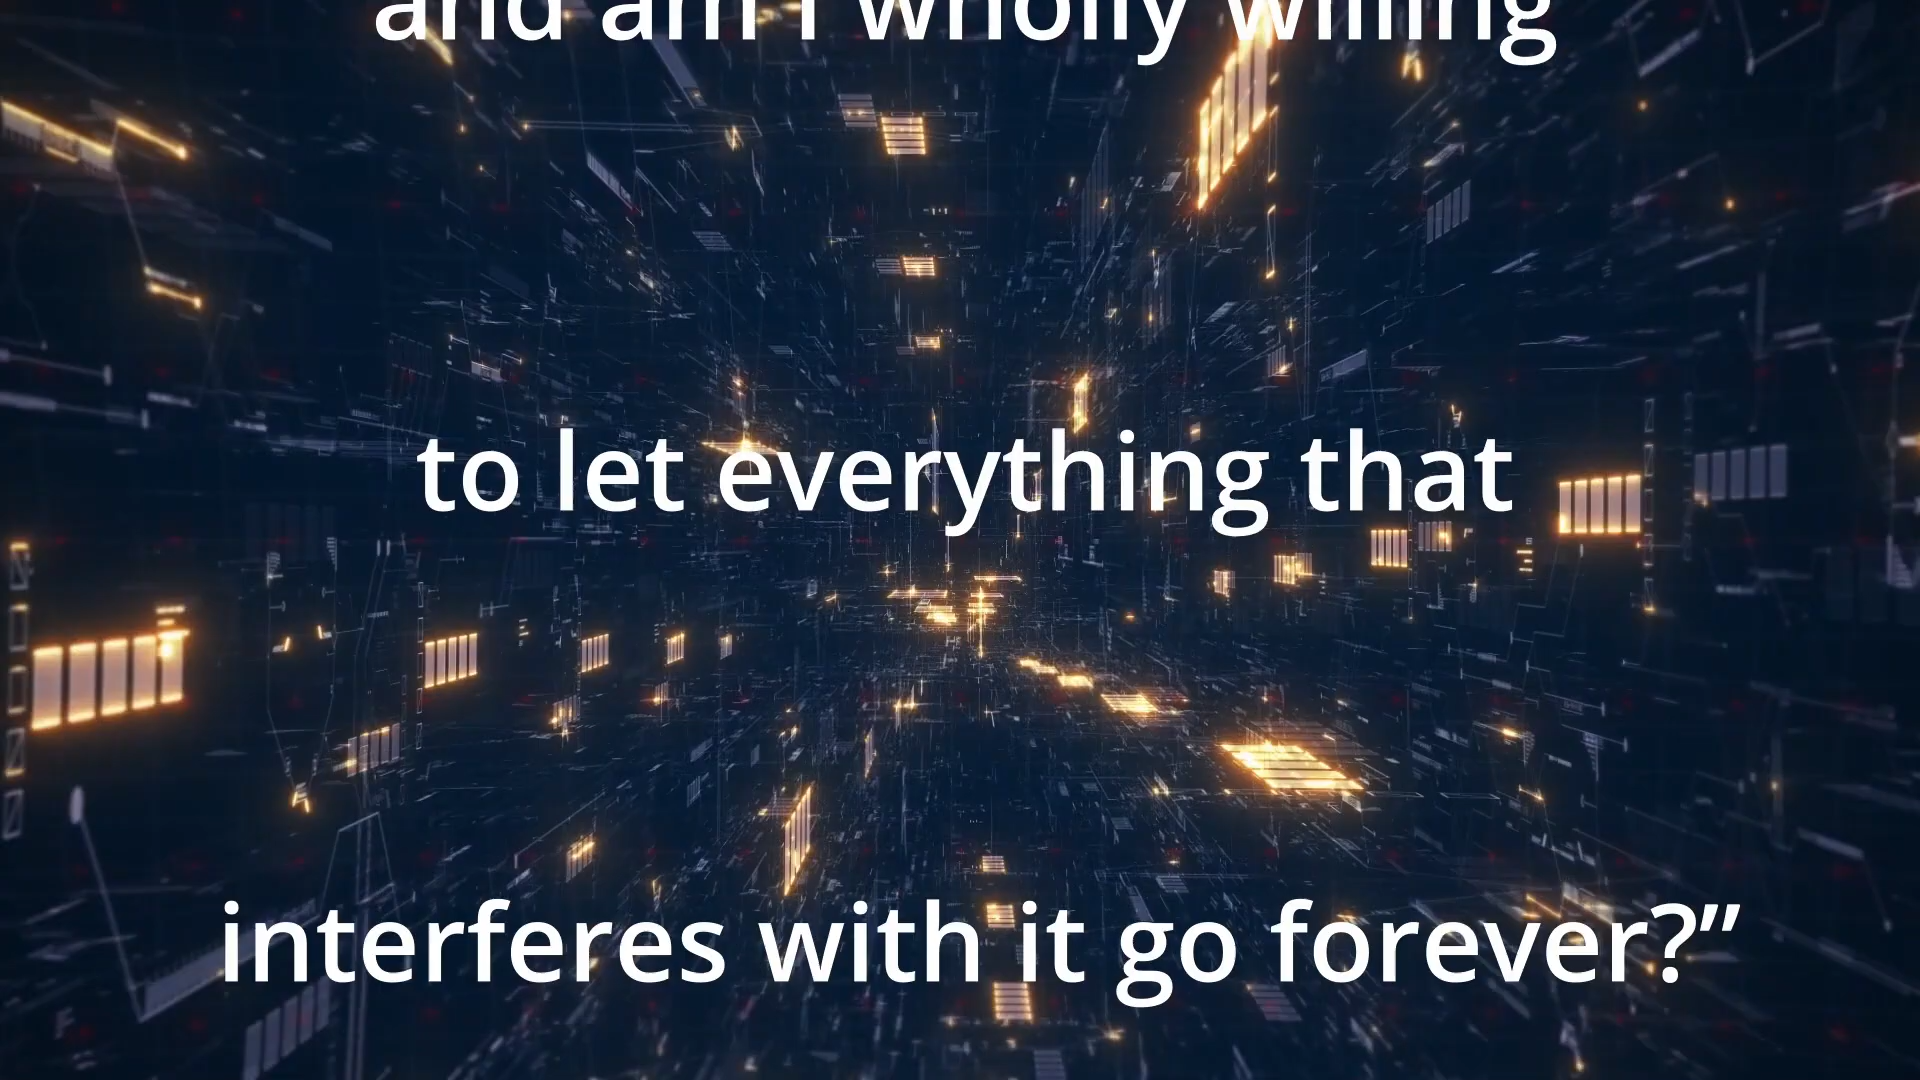 and am I wholly willing
to let everything that
interferes with it go forever?”